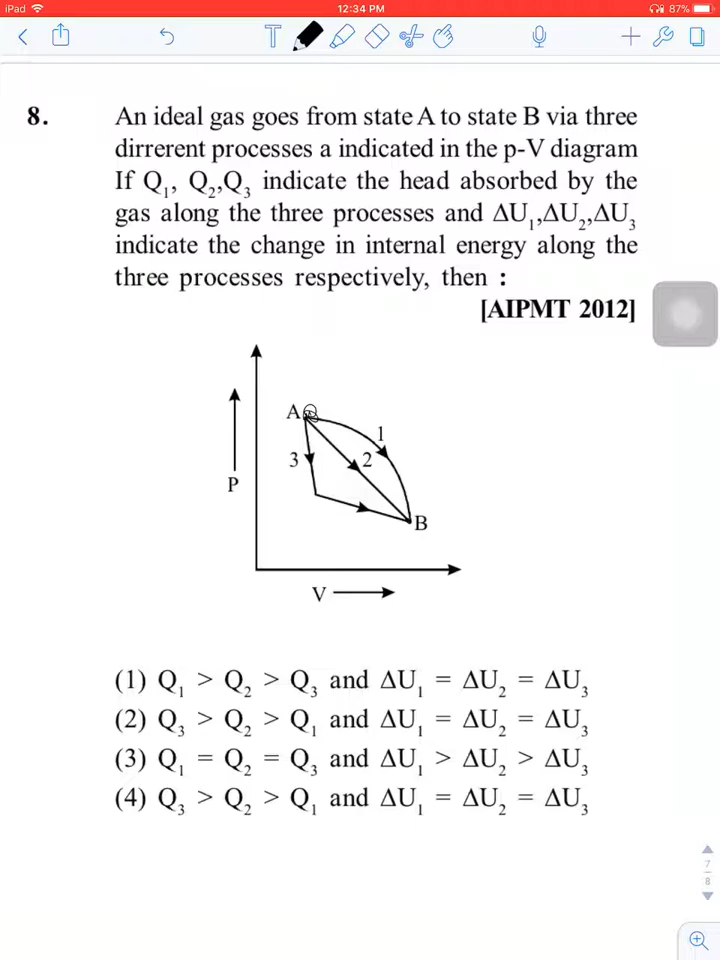 iPad 12:34 PM 87%
T
8. An ideal gas goes from state A to state B via three
dirrerent processes a indicated in the p-V diagram
If Q₁, Q₂,Q₃ indicate the head absorbed by the
gas along the three processes and ΔU₁,ΔU₂,ΔU₃
indicate the change in internal energy along the
three processes respectively, then :
[AIPMT 2012]
A
1
3
2
P
B
V
(1) Q₁ > Q₂ > Q₃ and ΔU₁ = ΔU₂ = ΔU₃
(2) Q₃ > Q₂ > Q₁ and ΔU₁ = ΔU₂ = ΔU₃
(3) Q₁ = Q₂ = Q₃ and ΔU₁ > ΔU₂ > ΔU₃
(4) Q₃ > Q₂ > Q₁ and ΔU₁ = ΔU₂ = ΔU₃
7
8